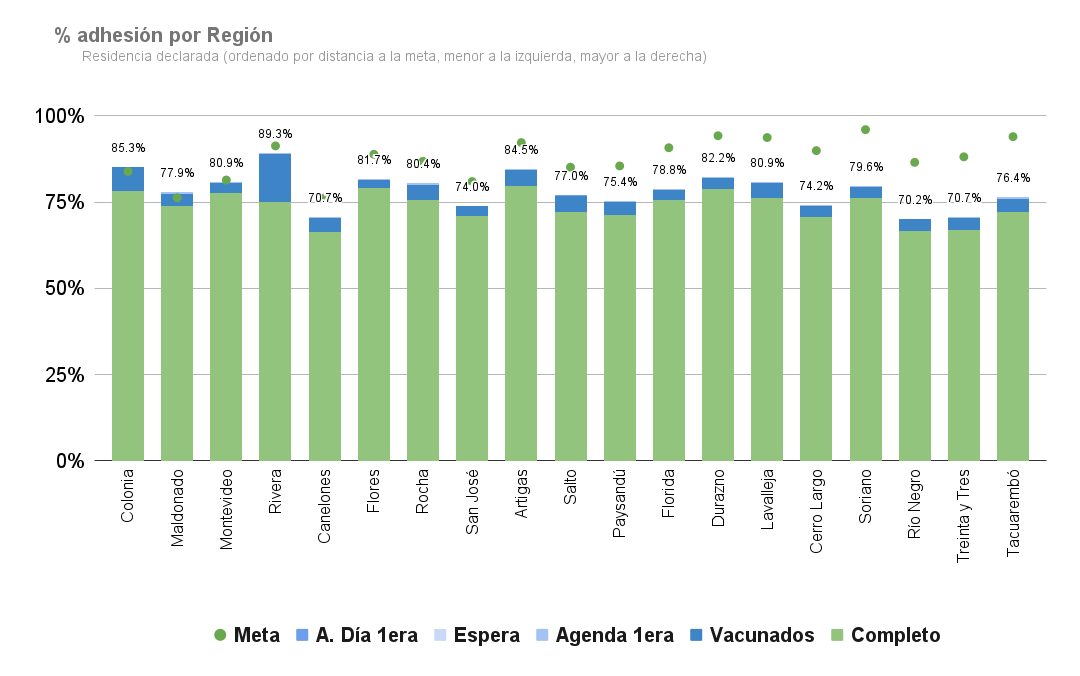 % adhesión por Región
Residencia declarada (ordenado por distancia a la meta, menor a la izquierda, mayor a la derecha)
100%
75%
50%
25%
0%
85.3%
77.9%
80.9%
89.3%
70.7%
81.7%
80.4%
74.0%
84.5%
77.0%
75.4%
78.8%
82.2%
80.9%
74.2%
79.6%
70.2%
70.7%
76.4%
Colonia
Maldonado
Montevideo
Rivera
Canelones
Flores
Rocha
San José
Artigas
Salto
Paysandú
Florida
Durazno
Lavalleja
Cerro Largo
Soriano
Río Negro
Treinta y Tres
Tacuarembó
Meta A. Día 1era Espera Agenda 1era Vacunados Completo